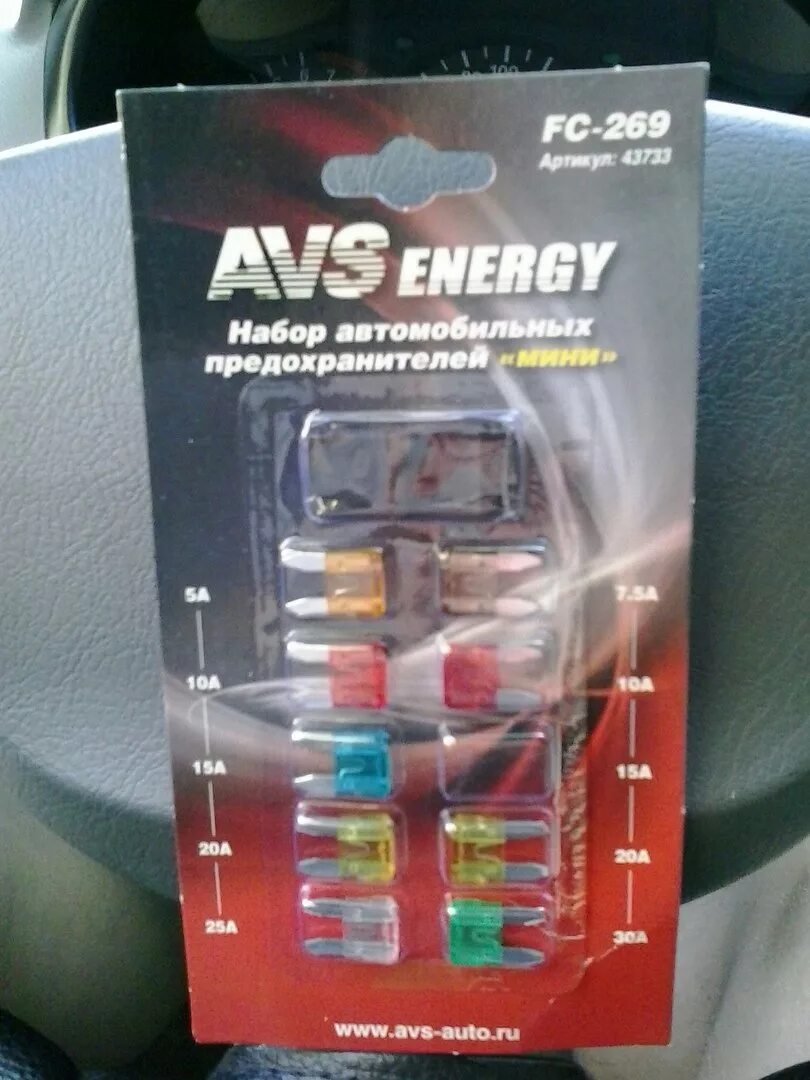 FC-269
Артикул: 43733
AVS ENERGY
Набор автомобильных
предохранителей «МИНИ»
5A 7.5A
10A 10A
15A 15A
20A 20A
25A 30A
www.avs-auto.ru
100